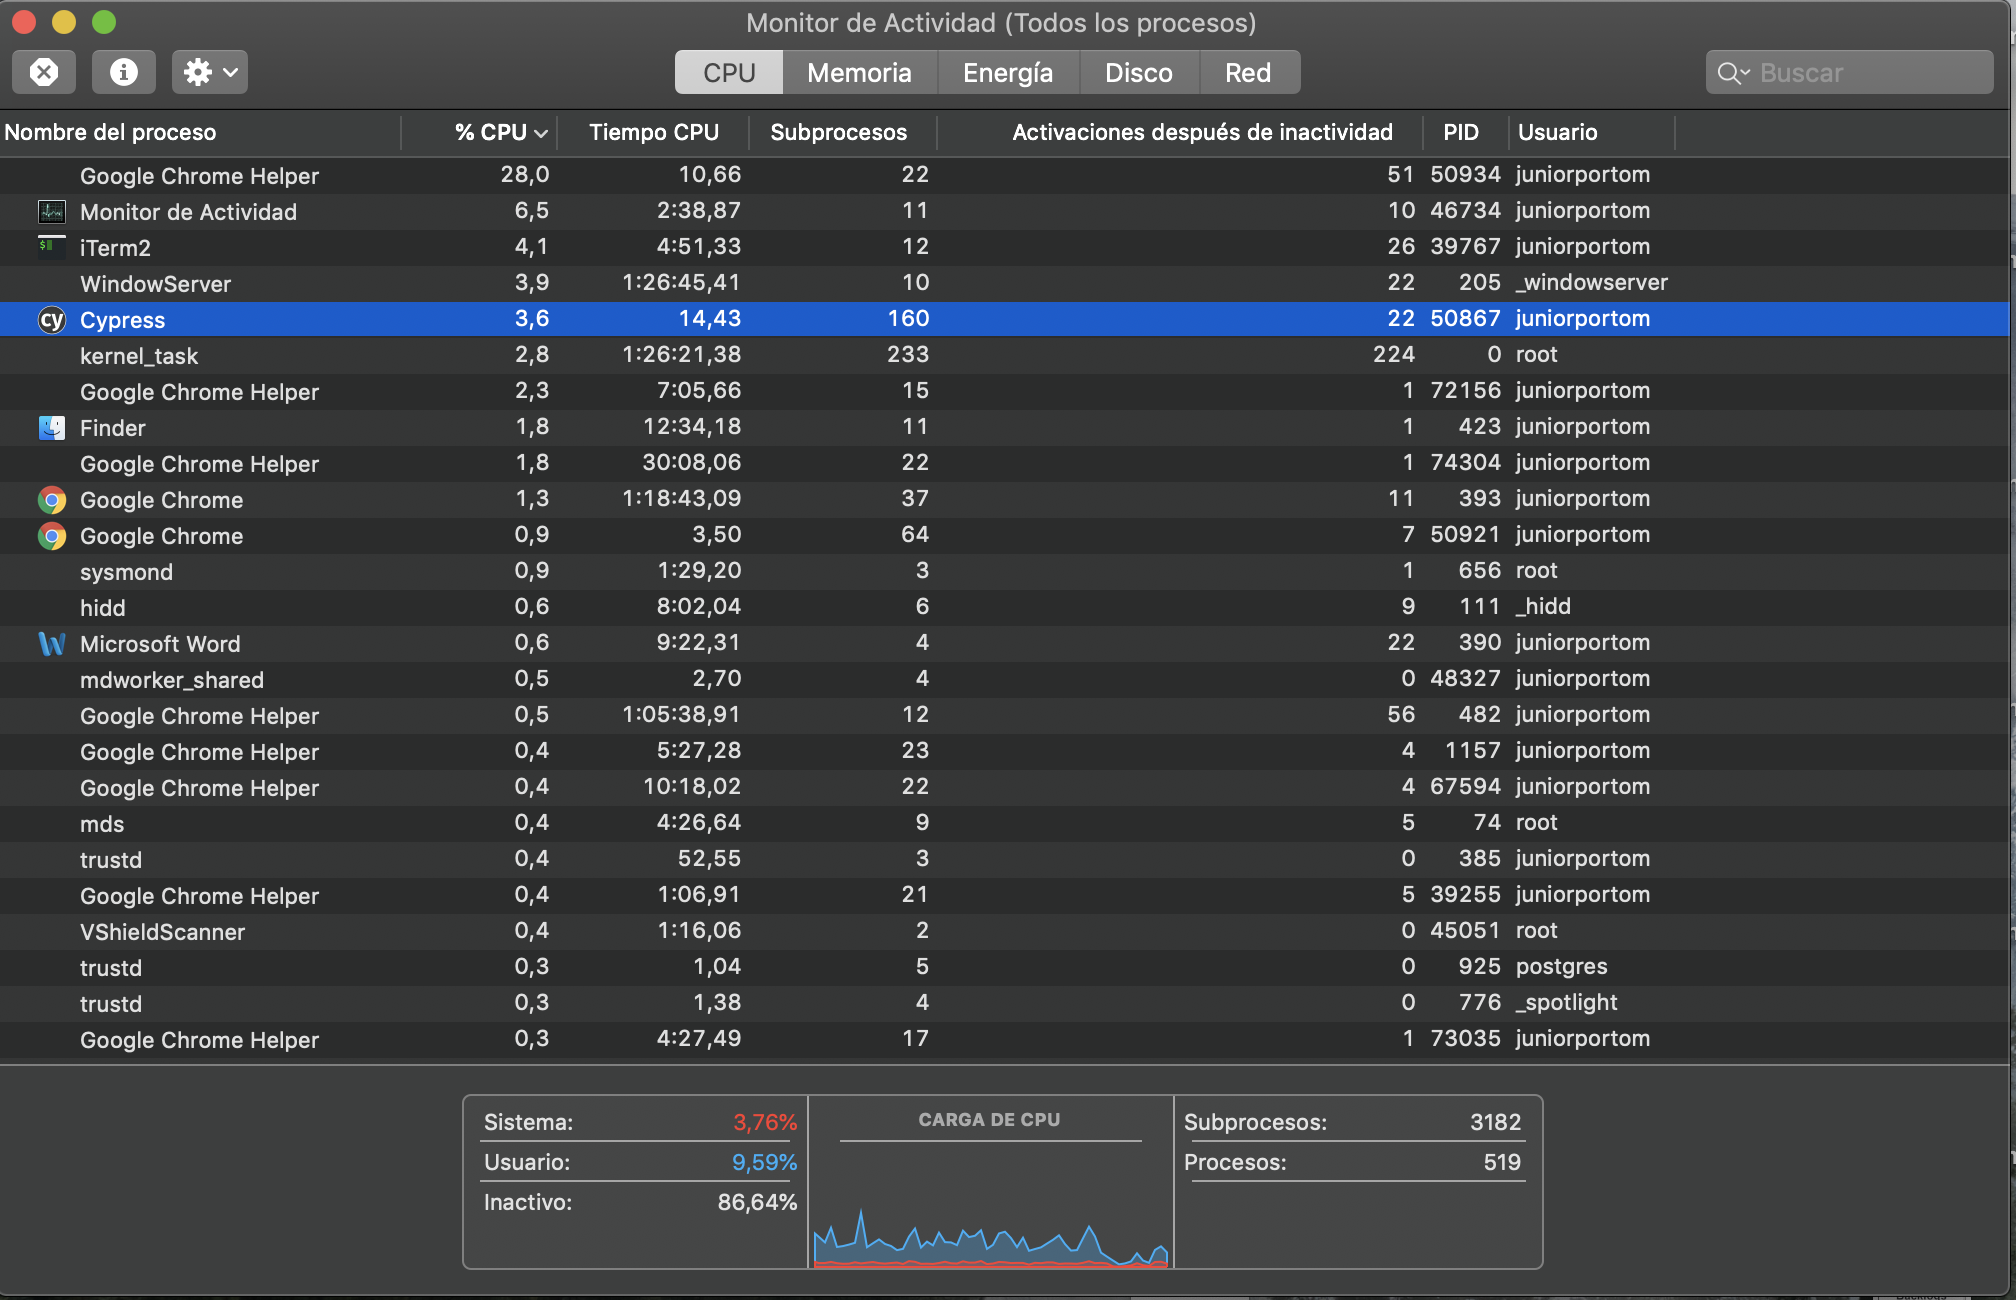 Monitor de Actividad (Todos los procesos)
CPU Memoria Energía Disco Red Buscar
Nombre del proceso % CPU Tiempo CPU Subprocesos Activaciones después de inactividad PID Usuario
Google Chrome Helper 28,0 10,66 22 51 50934 juniorportom
Monitor de Actividad 6,5 2:38,87 11 10 46734 juniorportom
$ iTerm2 4,1 4:51,33 12 26 39767 juniorportom
WindowServer 3,9 1:26:45,41 10 22 205 _windowserver
cy Cypress 3,6 14,43 160 22 50867 juniorportom
kernel_task 2,8 1:26:21,38 233 224 0 root
Google Chrome Helper 2,3 7:05,66 15 1 72156 juniorportom
Finder 1,8 12:34,18 11 1 423 juniorportom
Google Chrome Helper 1,8 30:08,06 22 1 74304 juniorportom
Google Chrome 1,3 1:18:43,09 37 11 393 juniorportom
Google Chrome 0,9 3,50 64 7 50921 juniorportom
sysmond 0,9 1:29,20 3 1 656 root
hidd 0,6 8:02,04 6 9 111 _hidd
W Microsoft Word 0,6 9:22,31 4 22 390 juniorportom
mdworker_shared 0,5 2,70 4 0 48327 juniorportom
Google Chrome Helper 0,5 1:05:38,91 12 56 482 juniorportom
Google Chrome Helper 0,4 5:27,28 23 4 1157 juniorportom
Google Chrome Helper 0,4 10:18,02 22 4 67594 juniorportom
mds 0,4 4:26,64 9 5 74 root
trustd 0,4 52,55 3 0 385 juniorportom
Google Chrome Helper 0,4 1:06,91 21 5 39255 juniorportom
VShieldScanner 0,4 1:16,06 2 0 45051 root
trustd 0,3 1,04 5 0 925 postgres
trustd 0,3 1,38 4 0 776 _spotlight
Google Chrome Helper 0,3 4:27,49 17 1 73035 juniorportom
Sistema: 3,76% CARGA DE CPU Subprocesos: 3182
Usuario: 9,59% Procesos: 519
Inactivo: 86,64%